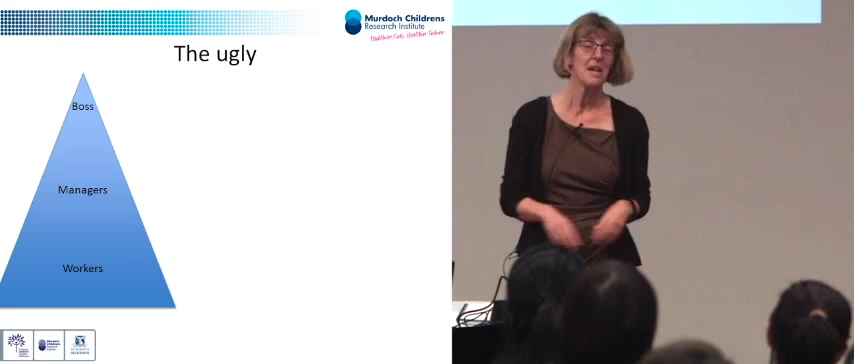 Murdoch Childrens
Research Institute
Healthier Kids. Healthier Future.
The ugly
Boss
Managers
Workers